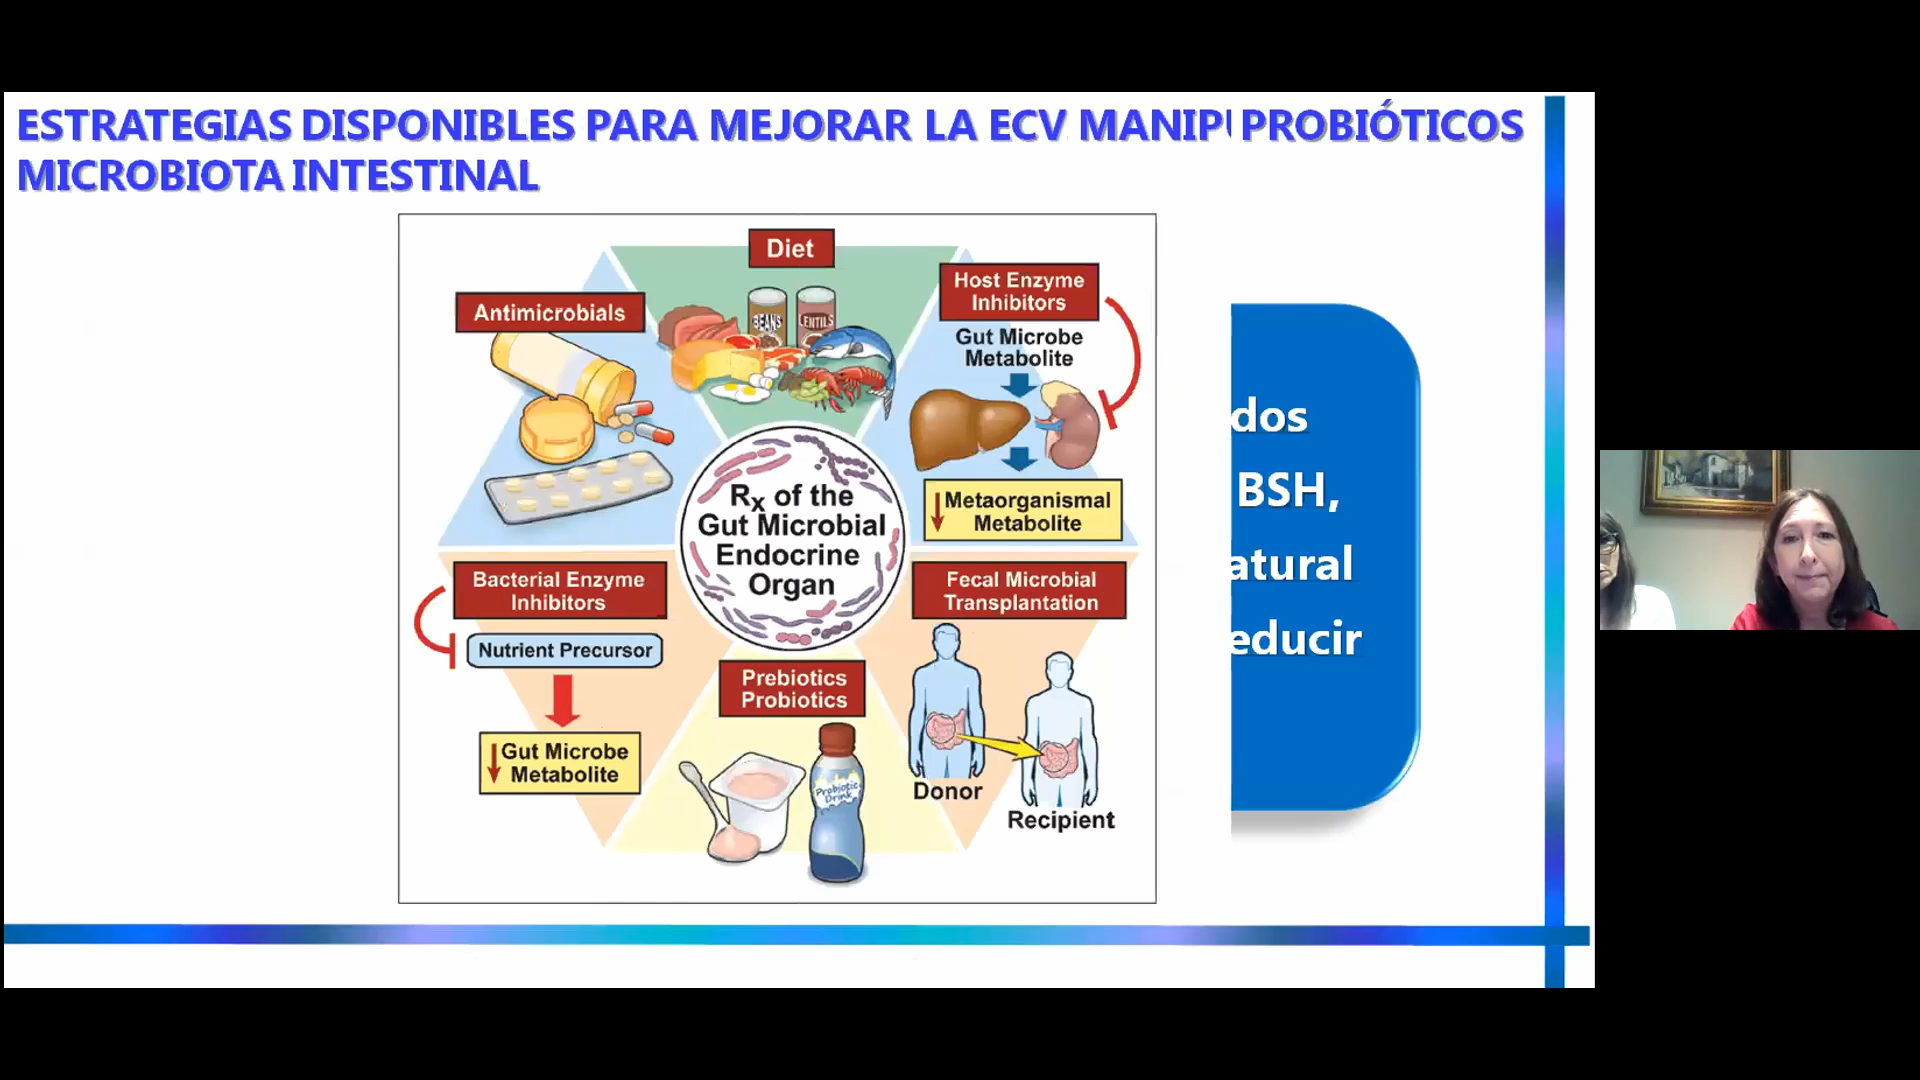 ESTRATEGIAS DISPONIBLES PARA MEJORAR LA ECV MANIP PROBIÓTICOS
MICROBIOTA INTESTINAL
Diet
Antimicrobials
BEANS
LENTILS
Host Enzyme
Inhibitors
Gut Microbe
Metabolite
Metaorganismal
Metabolite
Rx of the
Gut Microbial
Endocrine
Organ
Bacterial Enzyme
Inhibitors
Nutrient Precursor
Gut Microbe
Metabolite
Prebiotics
Probiotics
Probiotic
Drink
Fecal Microbial
Transplantation
Donor
Recipient
dos
BSH,
atural
educir